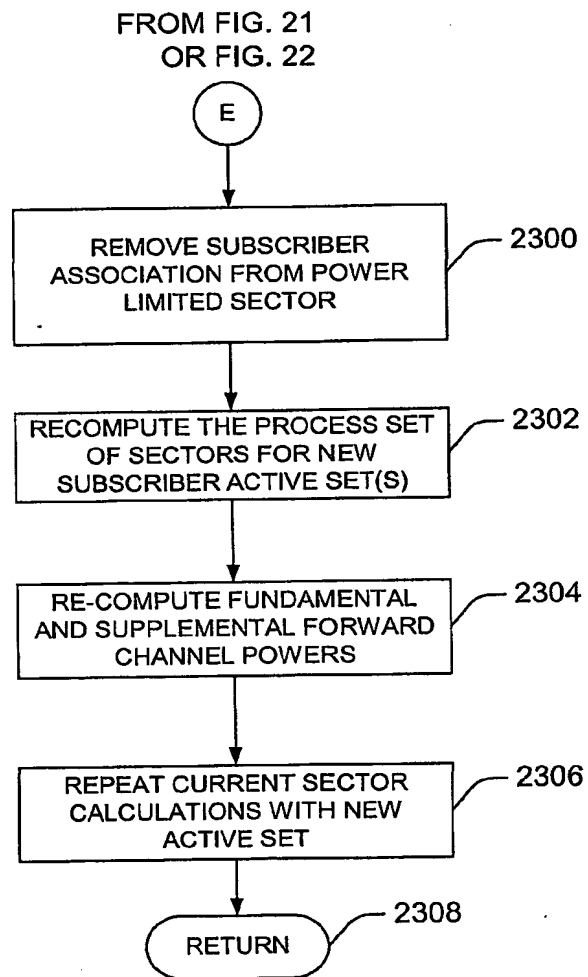 FROM FIG. 21
OR FIG. 22
E
REMOVE SUBSCRIBER
ASSOCIATION FROM POWER
LIMITED SECTOR
2300
RECOMPUTE THE PROCESS SET
OF SECTORS FOR NEW
SUBSCRIBER ACTIVE SET(S)
2302
RE-COMPUTE FUNDAMENTAL
AND SUPPLEMENTAL FORWARD
CHANNEL POWERS
2304
REPEAT CURRENT SECTOR
CALCULATIONS WITH NEW
ACTIVE SET
2306
RETURN
2308